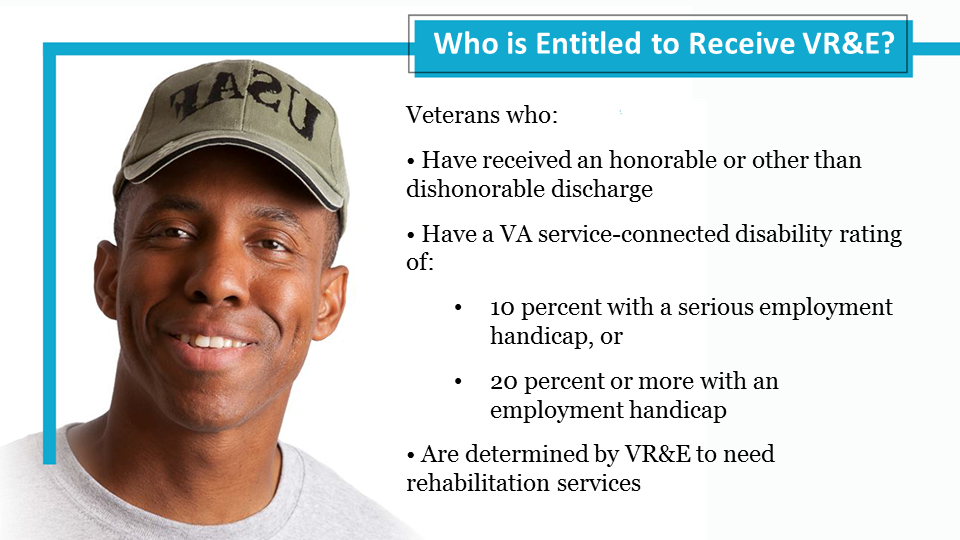 Who is Entitled to Receive VR&E?
USAF
Veterans who:
• Have received an honorable or other than
dishonorable discharge
• Have a VA service-connected disability rating
of:
• 10 percent with a serious employment
handicap, or
• 20 percent or more with an
employment handicap
• Are determined by VR&E to need
rehabilitation services